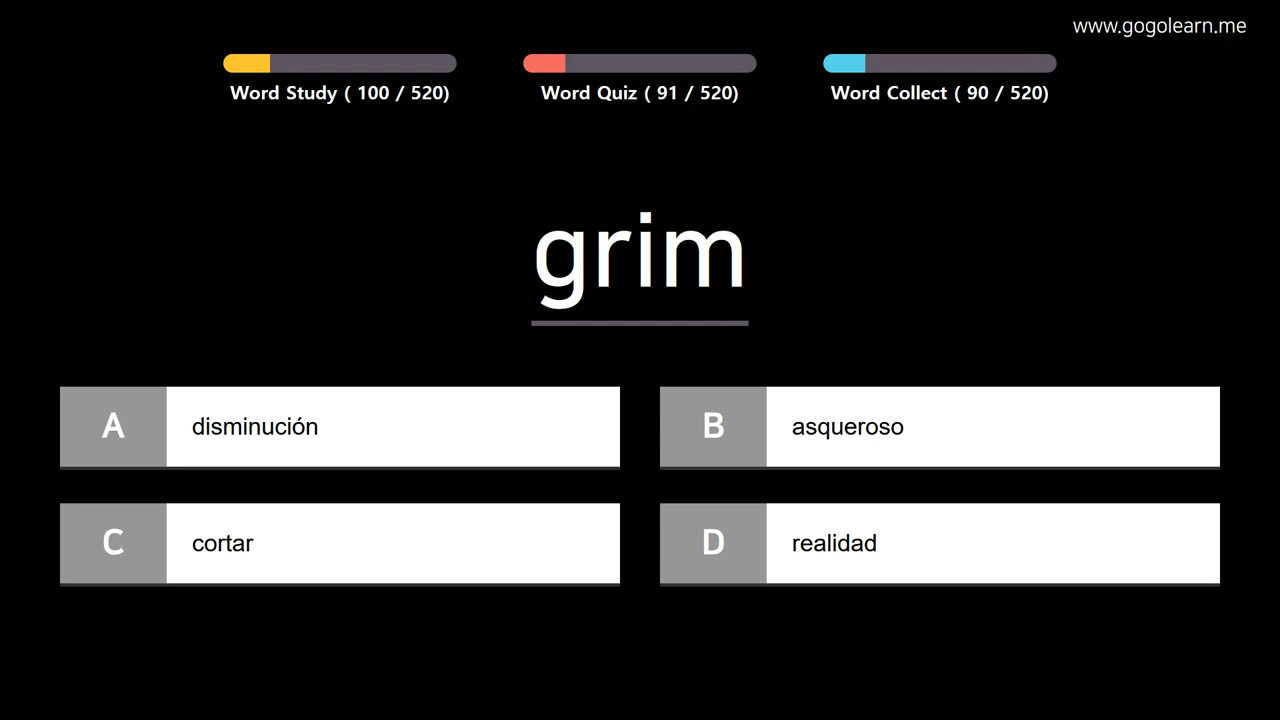 www.gogolearn.me
Word Study ( 100 / 520)
Word Quiz ( 91 / 520)
Word Collect ( 90 / 520)
grim
A disminución
B asqueroso
C cortar
D realidad